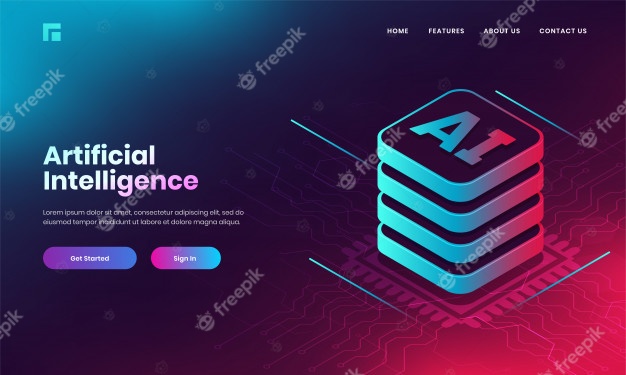 HOME FEATURES ABOUT US CONTACT US
AI
Artificial
Intelligence
Lorem ipsum dolor sit amet, consectetur adipiscing elit, sed do
eiusmod tempor incididunt ut labore et dolore magna aliqua.
Get Started Sign In
freepik
freepik
freepik
freepik
freepik
freepik
freepik
freepik
freepik